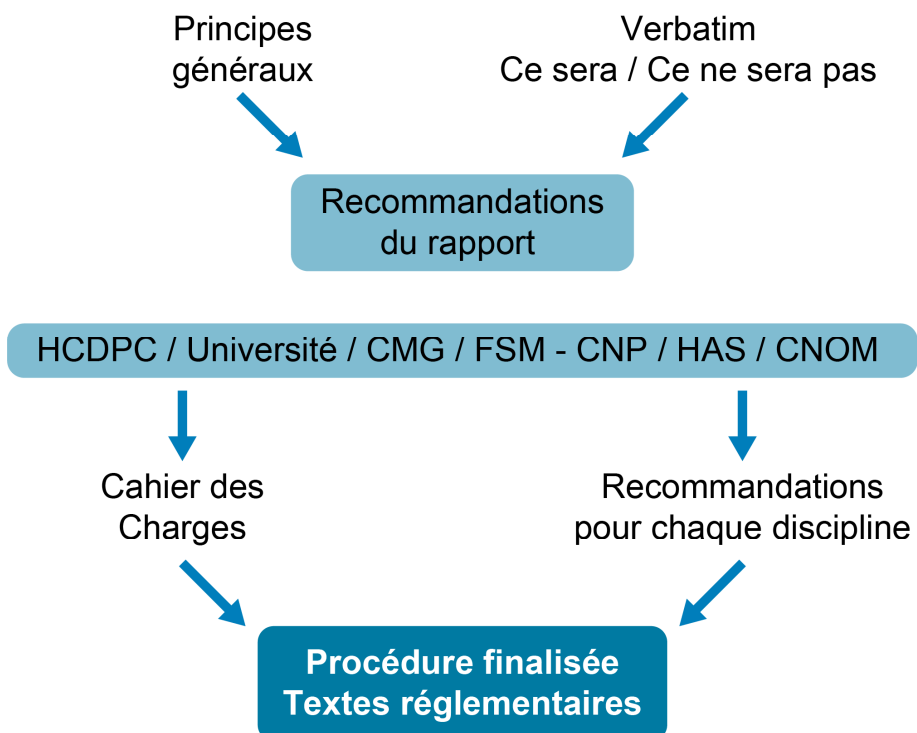 Principes
généraux
Verbatim
Ce sera / Ce ne sera pas
Recommandations
du rapport
HCDPC / Université / CMG / FSM - CNP / HAS / CNOM
Cahier des
Charges
Recommandations
pour chaque discipline
Procédure finalisée
Textes réglementaires